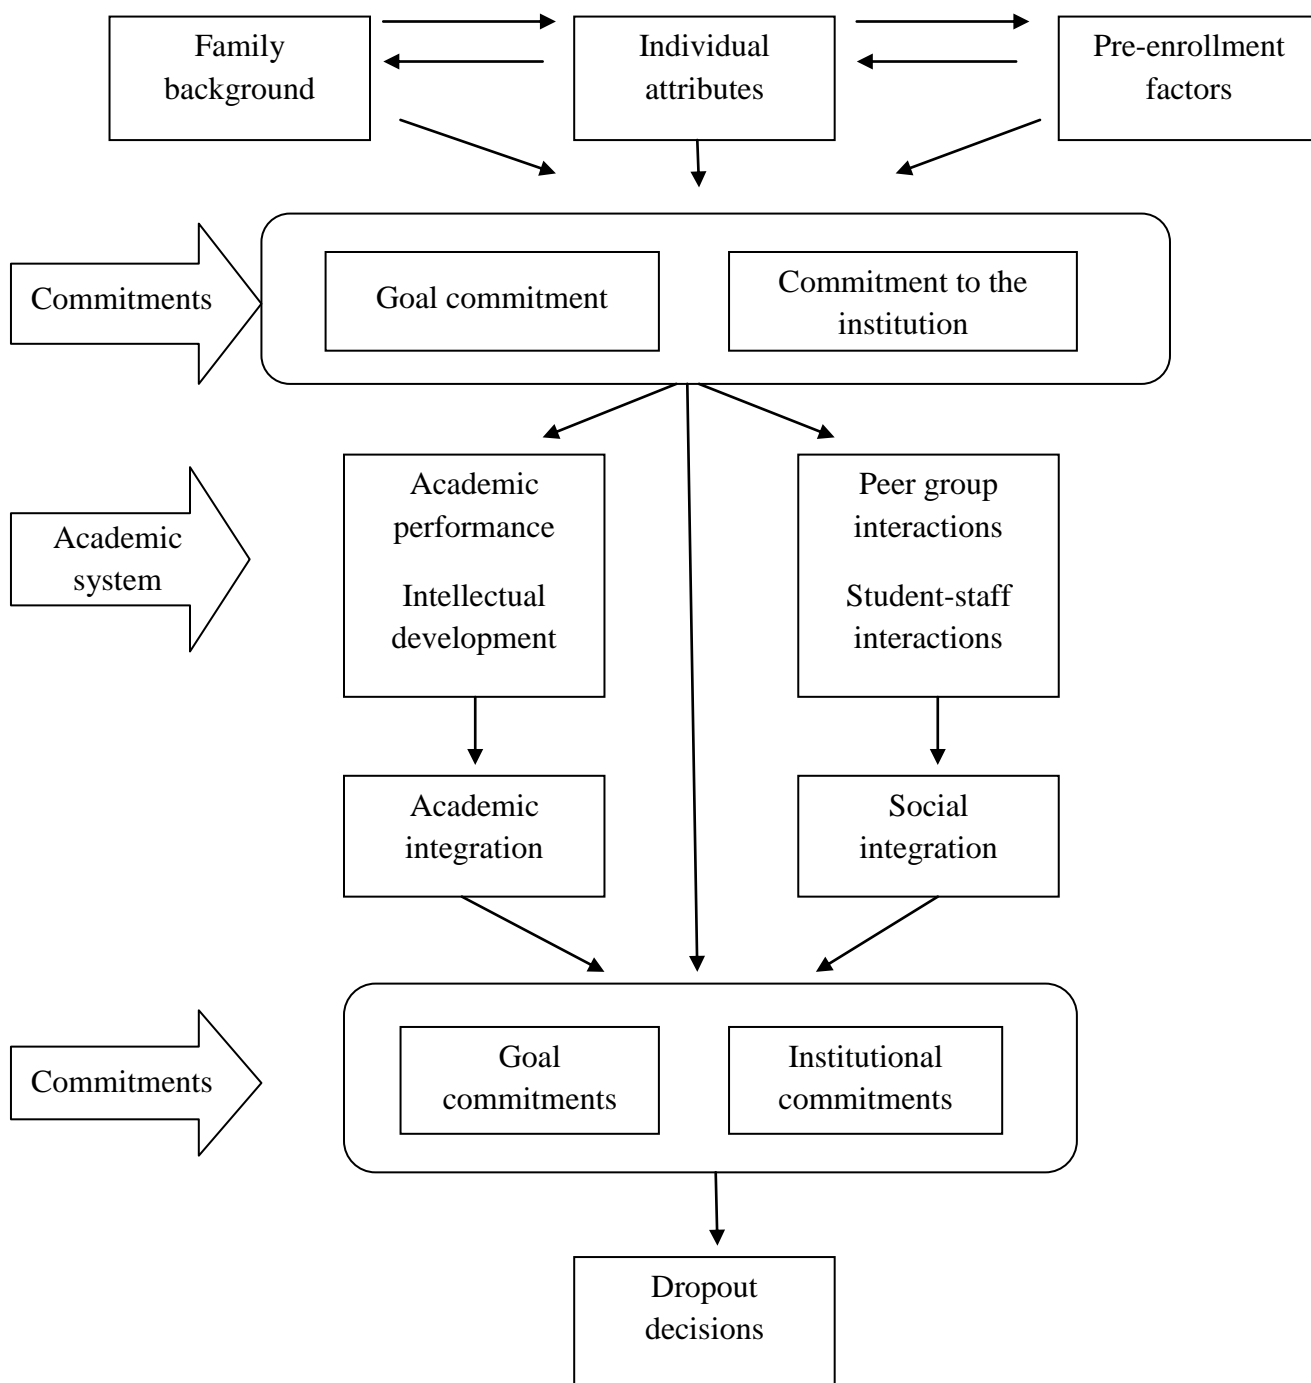 Family
background
Individual
attributes
Pre-enrollment
factors
Commitments
Goal commitment
Commitment to the
institution
Academic
system
Academic
performance
Intellectual
development
Peer group
interactions
Student-staff
interactions
Academic
integration
Social
integration
Commitments
Goal
commitments
Institutional
commitments
Dropout
decisions